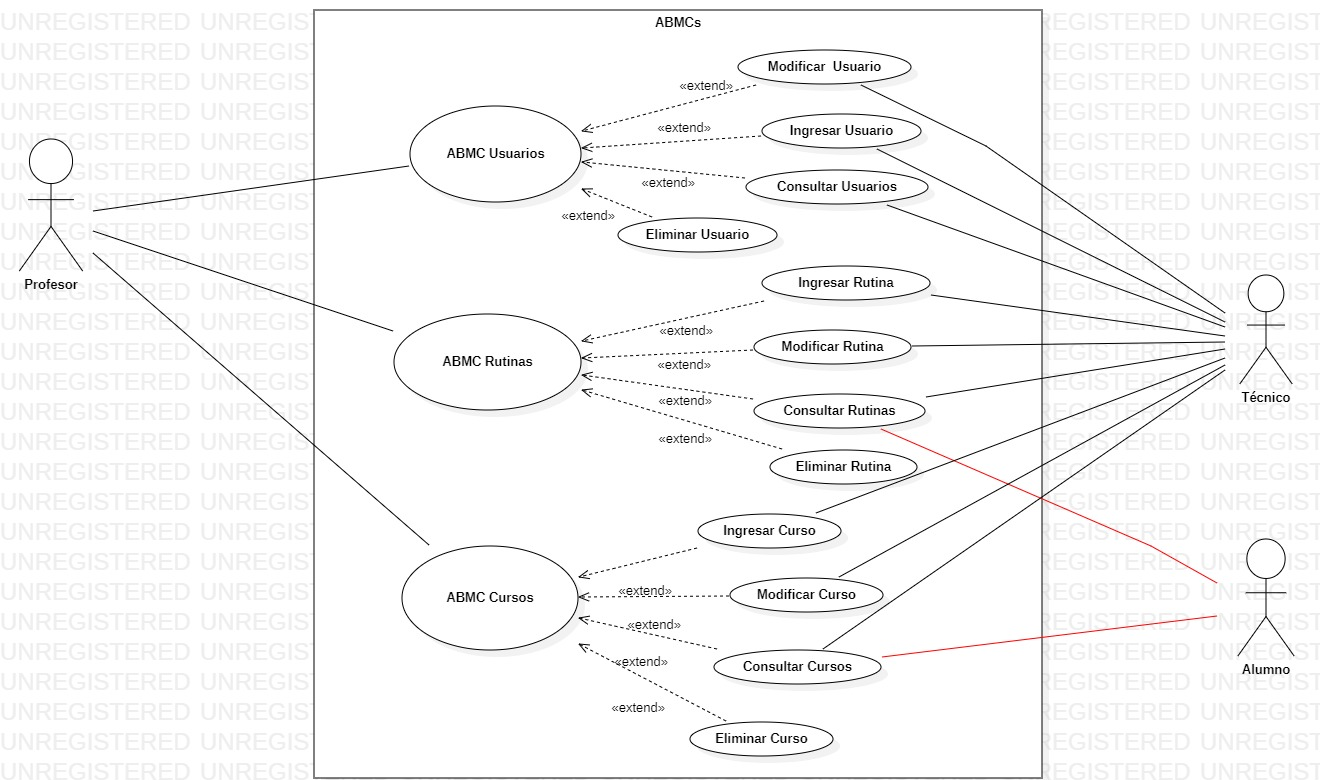 ABMCs
Modificar  Usuario
«extend»
Ingresar Usuario
«extend»
ABMC Usuarios
Consultar Usuarios
«extend»
«extend»
Eliminar Usuario
Profesor
Ingresar Rutina
«extend»
Modificar Rutina
ABMC Rutinas
«extend»
Técnico
«extend»
Consultar Rutinas
«extend»
Eliminar Rutina
Ingresar Curso
«extend»
Modificar Curso
ABMC Cursos
«extend»
«extend»
Consultar Cursos
Alumno
«extend»
Eliminar Curso
UNREGISTERED UNREGISTERED